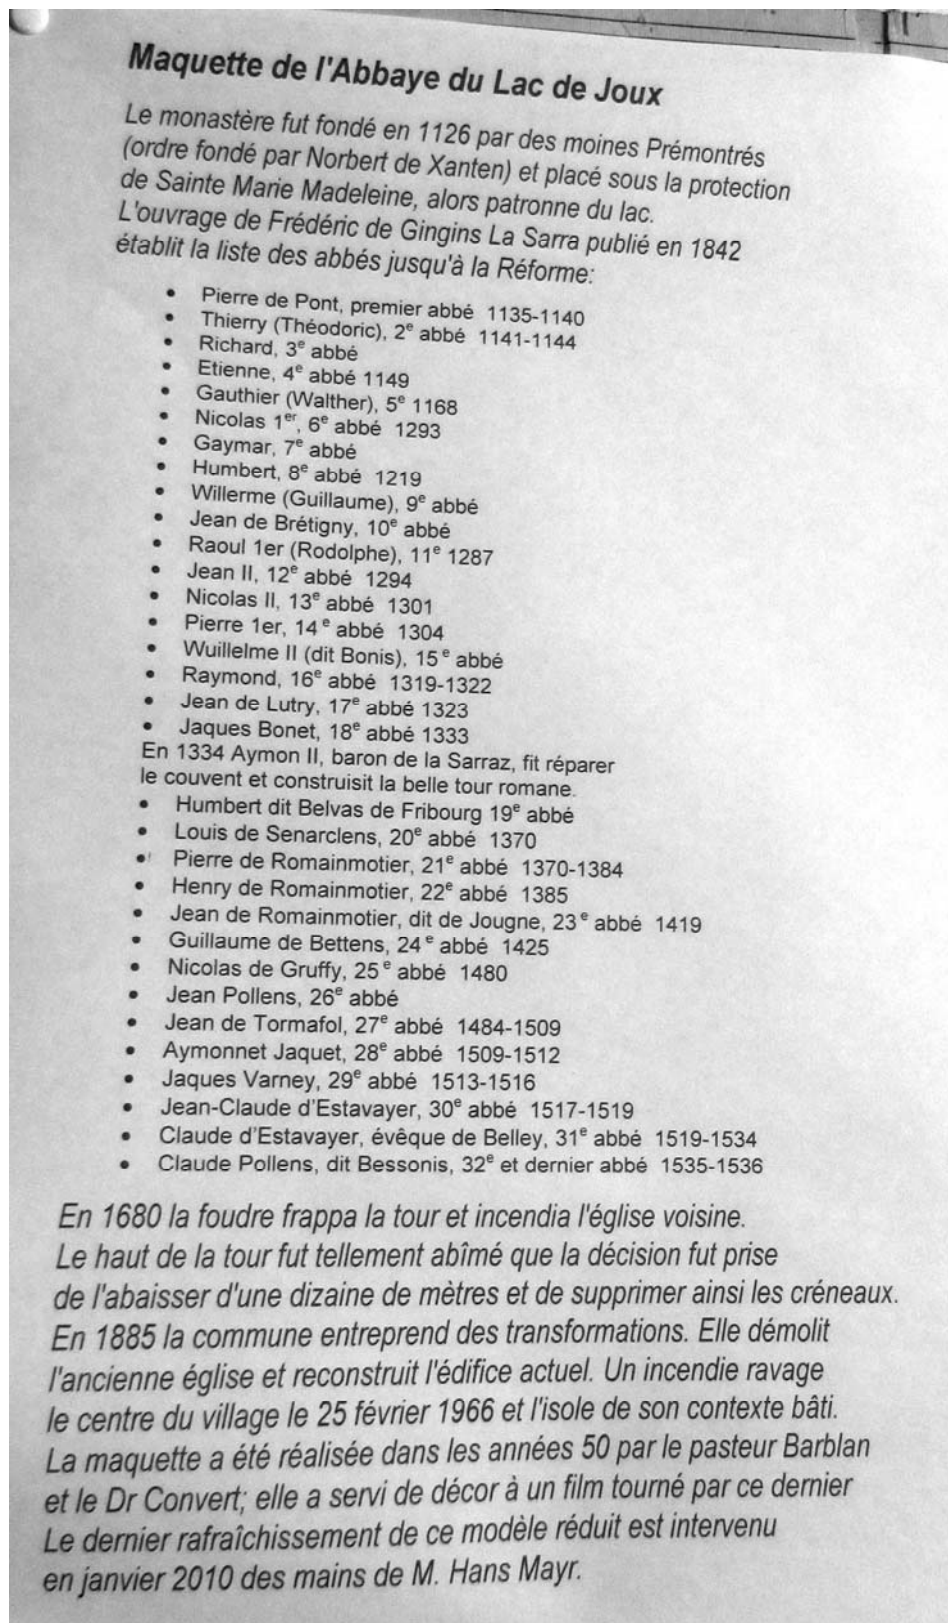 Maquette de l'Abbaye du Lac de Joux
Le monastère fut fondé en 1126 par des moines Prémontrés
(ordre fondé par Norbert de Xanten) et placé sous la protection
de Sainte Marie Madeleine, alors patronne du lac.
L'ouvrage de Frédéric de Gingins La Sarra publié en 1842
établit la liste des abbés jusqu'à la Réforme:
• Pierre de Pont, premier abbé 1135-1140
• Thierry (Théodoric), 2e abbé 1141-1144
• Richard, 3e abbé
• Etienne, 4e abbé 1149
• Gauthier (Walther), 5e 1168
• Nicolas 1er, 6e abbé 1293
• Gaymar, 7e abbé
• Humbert, 8e abbé 1219
• Willerme (Guillaume), 9e abbé
• Jean de Brétigny, 10e abbé
• Raoul 1er (Rodolphe), 11e 1287
• Jean II, 12e abbé 1294
• Nicolas II, 13e abbé 1301
• Pierre 1er, 14e abbé 1304
• Wuillelme II (dit Bonis), 15e abbé
• Raymond, 16e abbé 1319-1322
• Jean de Lutry, 17e abbé 1323
• Jaques Bonet, 18e abbé 1333
En 1334 Aymon II, baron de la Sarraz, fit réparer
le couvent et construisit la belle tour romane.
• Humbert dit Belvas de Fribourg 19e abbé
• Louis de Senarclens, 20e abbé 1370
• Pierre de Romainmotier, 21e abbé 1370-1384
• Henry de Romainmotier, 22e abbé 1385
• Jean de Romainmotier, dit de Jougne, 23e abbé 1419
• Guillaume de Bettens, 24e abbé 1425
• Nicolas de Gruffy, 25e abbé 1480
• Jean Pollens, 26e abbé
• Jean de Tormafol, 27e abbé 1484-1509
• Aymonnet Jaquet, 28e abbé 1509-1512
• Jaques Varney, 29e abbé 1513-1516
• Jean-Claude d'Estavayer, 30e abbé 1517-1519
• Claude d'Estavayer, évêque de Belley, 31e abbé 1519-1534
• Claude Pollens, dit Bessonis, 32e et dernier abbé 1535-1536
En 1680 la foudre frappa la tour et incendia l'église voisine.
Le haut de la tour fut tellement abîmé que la décision fut prise
de l'abaisser d'une dizaine de mètres et de supprimer ainsi les créneaux.
En 1885 la commune entreprend des transformations. Elle démolit
l'ancienne église et reconstruit l'édifice actuel. Un incendie ravage
le centre du village le 25 février 1966 et l'isole de son contexte bâti.
La maquette a été réalisée dans les années 50 par le pasteur Barblan
et le Dr Convert; elle a servi de décor à un film tourné par ce dernier
Le dernier rafraîchissement de ce modèle réduit est intervenu
en janvier 2010 des mains de M. Hans Mayr.